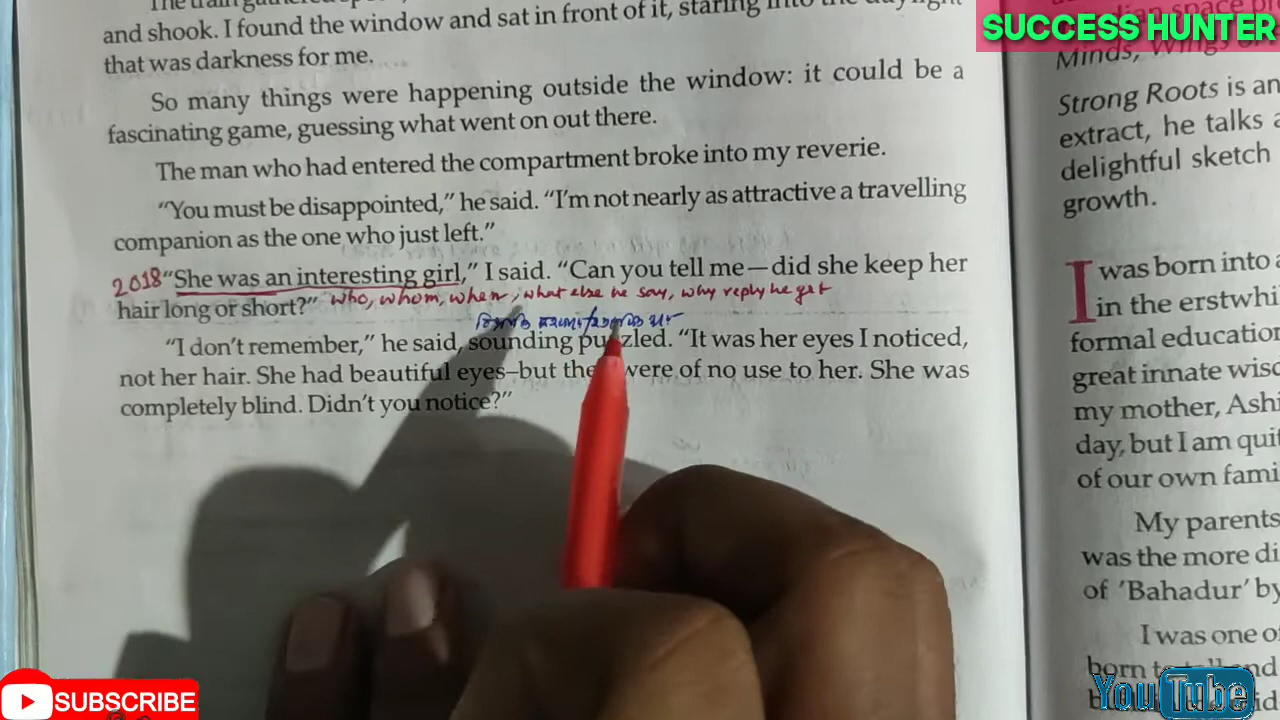 The train
and shook. I found the window and sat in front of it, staring into the daylight
that was darkness for me.
So many things were happening outside the window: it could be a
fascinating game, guessing what went on out there.
The man who had entered the compartment broke into my reverie.
“You must be disappointed,” he said. “I’m not nearly as attractive a travelling
companion as the one who just left.”
2018 “She was an interesting girl,” I said. “Can you tell me—did she keep her
hair long or short?” who, whom, when, what else he say, why reply he get
“I don’t remember,” he said, sounding puzzled. “It was her eyes I noticed,
not her hair. She had beautiful eyes–but they were of no use to her. She was
completely blind. Didn’t you notice?”
SUCCESS HUNTER
space
Minds, Wings
Strong Roots is an
extract, he talks a
delightful sketch
growth.
I was born into a
in the erstwhi
formal education
great innate wisd
my mother, Ashi
day, but I am quit
of our own fami
My parents
was the more di
of 'Bahadur' by
I was one of
born to
SUBSCRIBE
YouTube